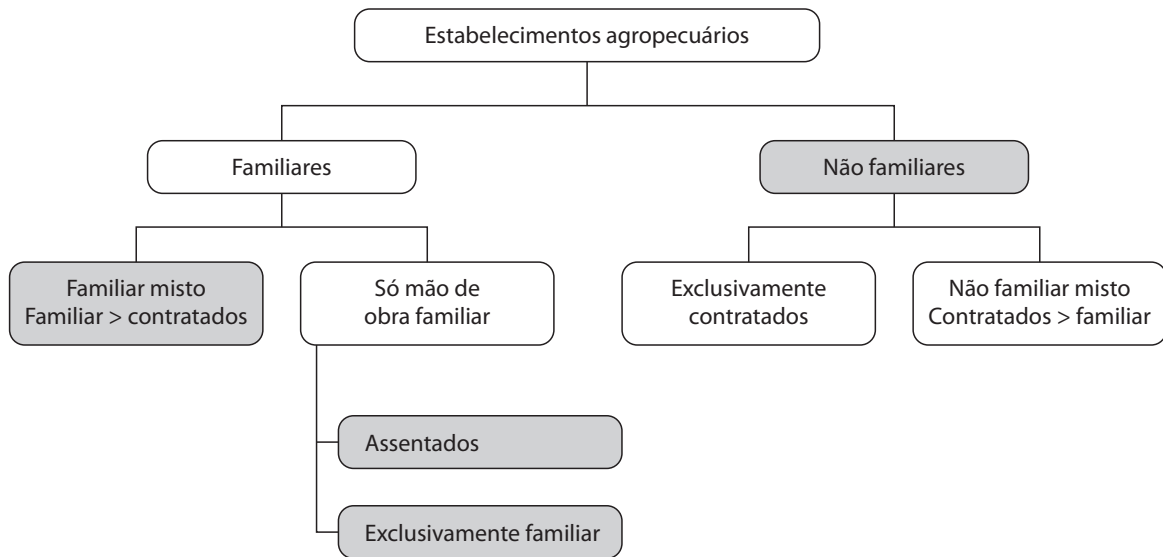 Estabelecimentos agropecuários
Familiares
Não familiares
Familiar misto
Familiar > contratados
Só mão de
obra familiar
Exclusivamente
contratados
Não familiar misto
Contratados > familiar
Assentados
Exclusivamente familiar